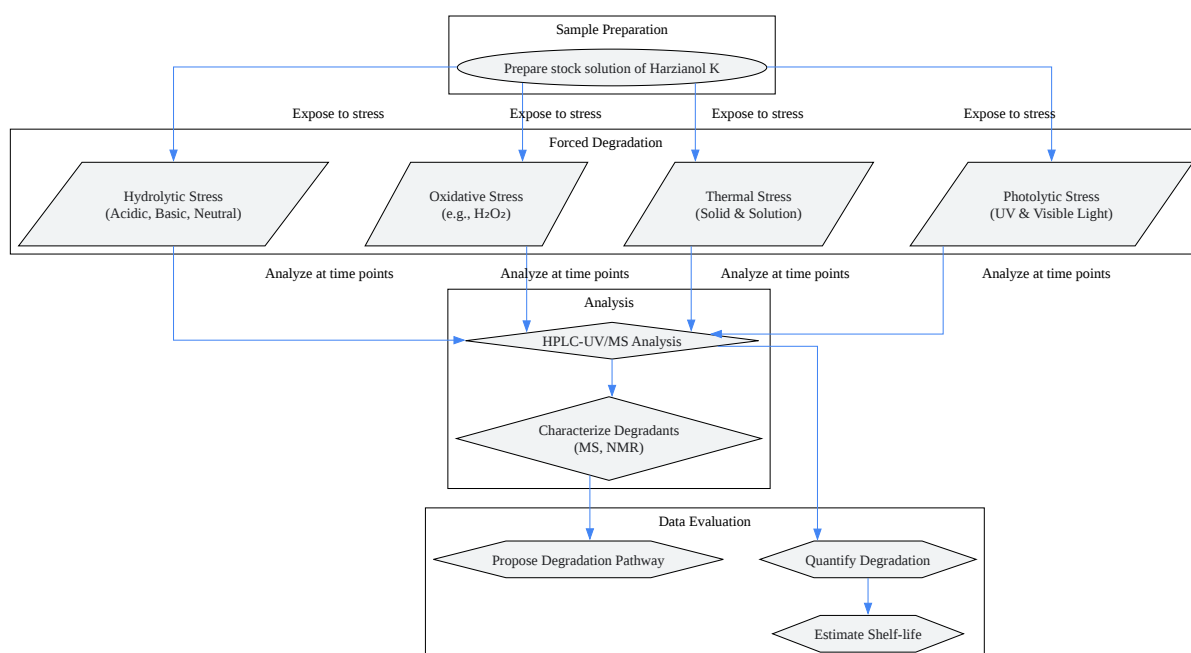 Sample Preparation
Prepare stock solution of Harzianol K
Expose to stress
Expose to stress
Expose to stress
Expose to stress
Forced Degradation
Hydrolytic Stress
(Acidic, Basic, Neutral)
Oxidative Stress
(e.g., H₂O₂)
Thermal Stress
(Solid & Solution)
Photolytic Stress
(UV & Visible Light)
Analyze at time points
Analyze at time points
Analyze at time points
Analyze at time points
Analysis
HPLC-UV/MS Analysis
Characterize Degradants
(MS, NMR)
Data Evaluation
Propose Degradation Pathway
Quantify Degradation
Estimate Shelf-life